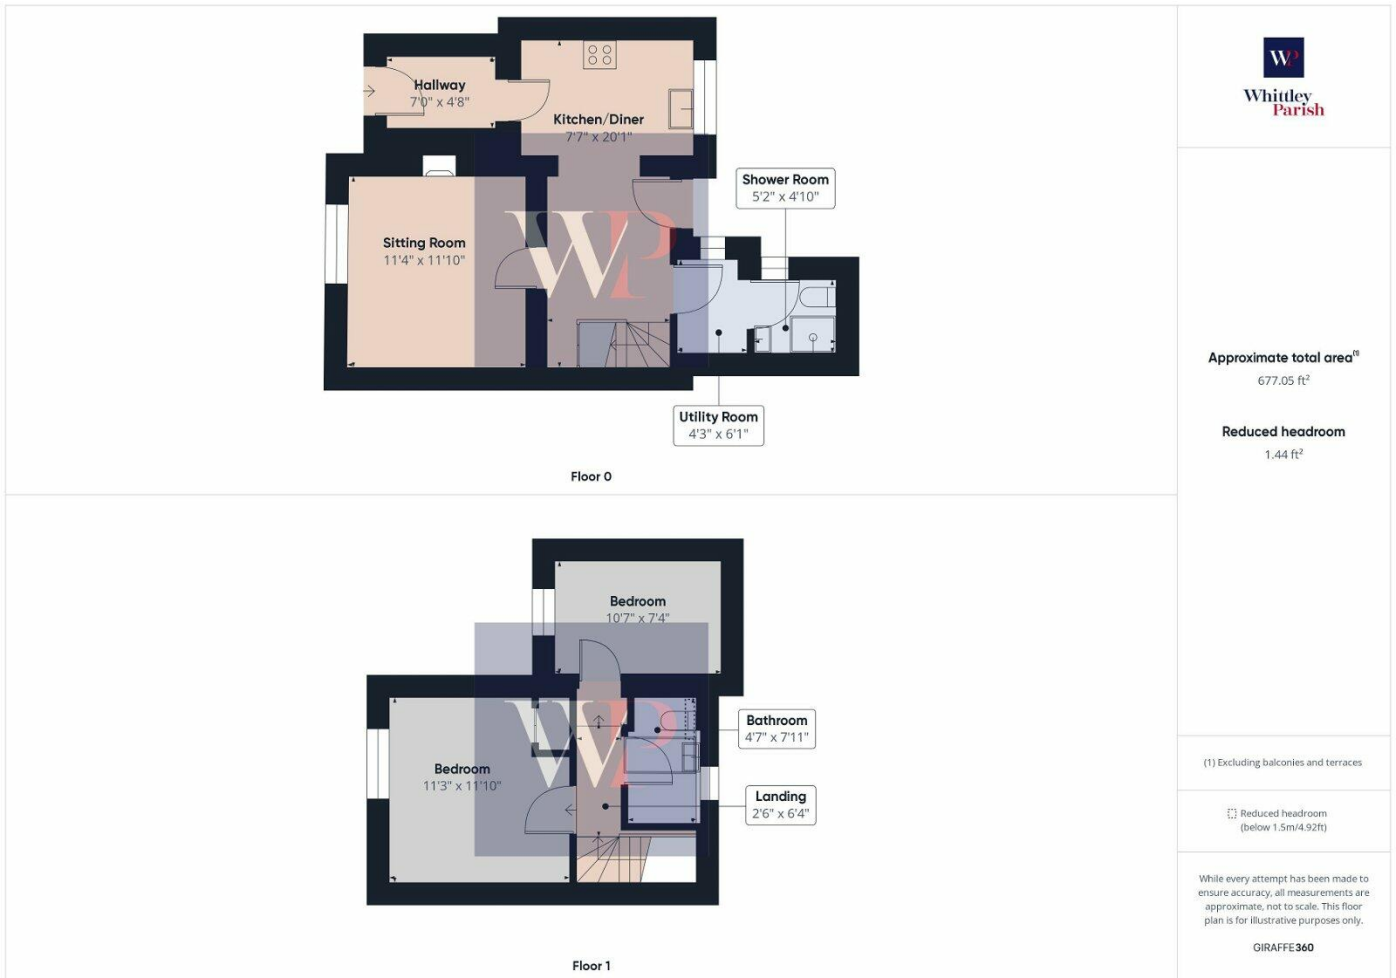 Hallway
7'0" x 4'8"
Kitchen/Diner
7'7" x 20'1"
Shower Room
5'2" x 4'10"
Sitting Room
11'4" x 11'10"
WP
Utility Room
4'3" x 6'1"
Floor 0
Bedroom
10'7" x 7'4"
Bathroom
4'7" x 7'11"
Bedroom
11'3" x 11'10"
WP
Landing
2'6" x 6'4"
Floor 1
WP
Whittley
Parish
Approximate total area(1)
677.05 ft²
Reduced headroom
1.44 ft²
(1) Excluding balconies and terraces
Reduced headroom
(below 1.5m/4.92ft)
While every attempt has been made to
ensure accuracy, all measurements are
approximate, not to scale. This floor
plan is for illustrative purposes only.
GIRAFFE360